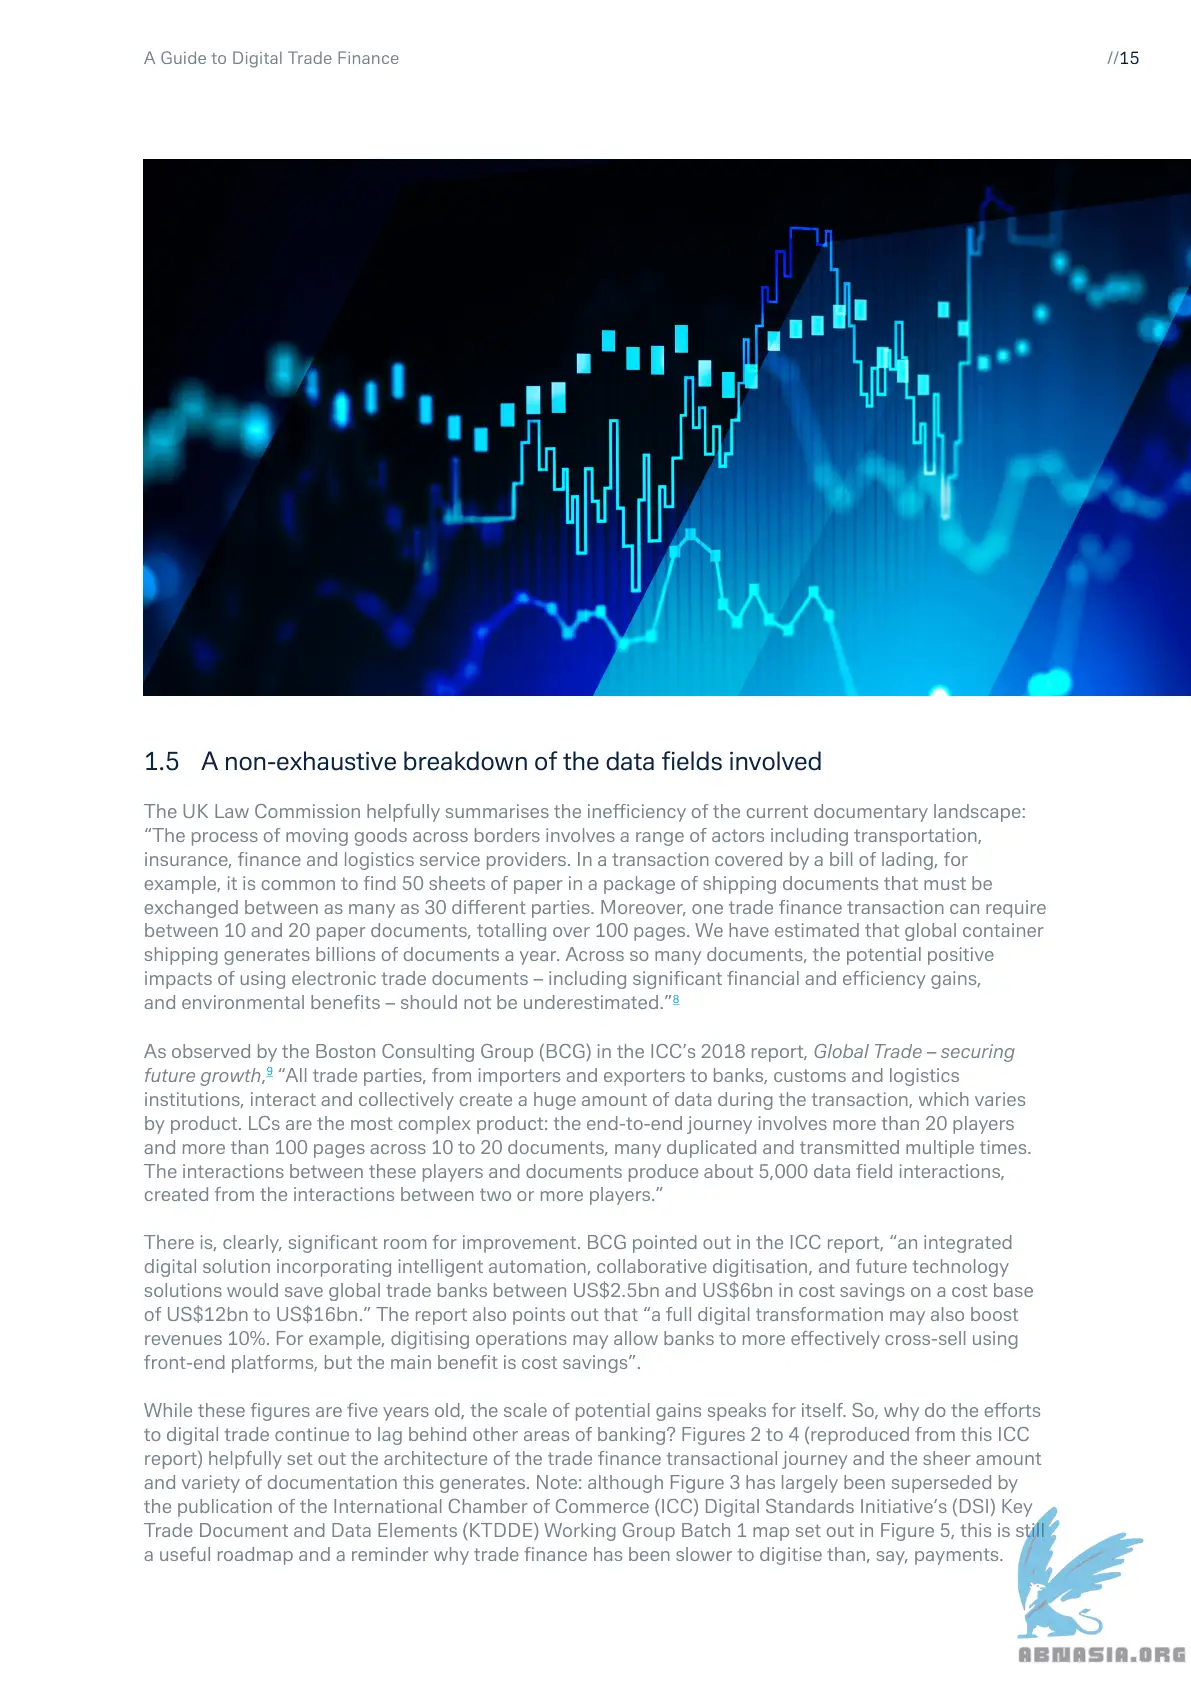 A Guide to Digital Trade Finance
//15
1.5 A non-exhaustive breakdown of the data fields involved
The UK Law Commission helpfully summarises the inefficiency of the current documentary landscape:
“The process of moving goods across borders involves a range of actors including transportation,
insurance, finance and logistics service providers. In a transaction covered by a bill of lading, for
example, it is common to find 50 sheets of paper in a package of shipping documents that must be
exchanged between as many as 30 different parties. Moreover, one trade finance transaction can require
between 10 and 20 paper documents, totalling over 100 pages. We have estimated that global container
shipping generates billions of documents a year. Across so many documents, the potential positive
impacts of using electronic trade documents – including significant financial and efficiency gains,
and environmental benefits – should not be underestimated.”8
As observed by the Boston Consulting Group (BCG) in the ICC’s 2018 report, Global Trade – securing
future growth,9 “All trade parties, from importers and exporters to banks, customs and logistics
institutions, interact and collectively create a huge amount of data during the transaction, which varies
by product. LCs are the most complex product: the end-to-end journey involves more than 20 players
and more than 100 pages across 10 to 20 documents, many duplicated and transmitted multiple times.
The interactions between these players and documents produce about 5,000 data field interactions,
created from the interactions between two or more players.”
There is, clearly, significant room for improvement. BCG pointed out in the ICC report, “an integrated
digital solution incorporating intelligent automation, collaborative digitisation, and future technology
solutions would save global trade banks between US$2.5bn and US$6bn in cost savings on a cost base
of US$12bn to US$16bn.” The report also points out that “a full digital transformation may also boost
revenues 10%. For example, digitising operations may allow banks to more effectively cross-sell using
front-end platforms, but the main benefit is cost savings”.
While these figures are five years old, the scale of potential gains speaks for itself. So, why do the efforts
to digital trade continue to lag behind other areas of banking? Figures 2 to 4 (reproduced from this ICC
report) helpfully set out the architecture of the trade finance transactional journey and the sheer amount
and variety of documentation this generates. Note: although Figure 3 has largely been superseded by
the publication of the International Chamber of Commerce (ICC) Digital Standards Initiative’s (DSI) Key
Trade Document and Data Elements (KTDDE) Working Group Batch 1 map set out in Figure 5, this is still
a useful roadmap and a reminder why trade finance has been slower to digitise than, say, payments.
ABNASIA.ORG